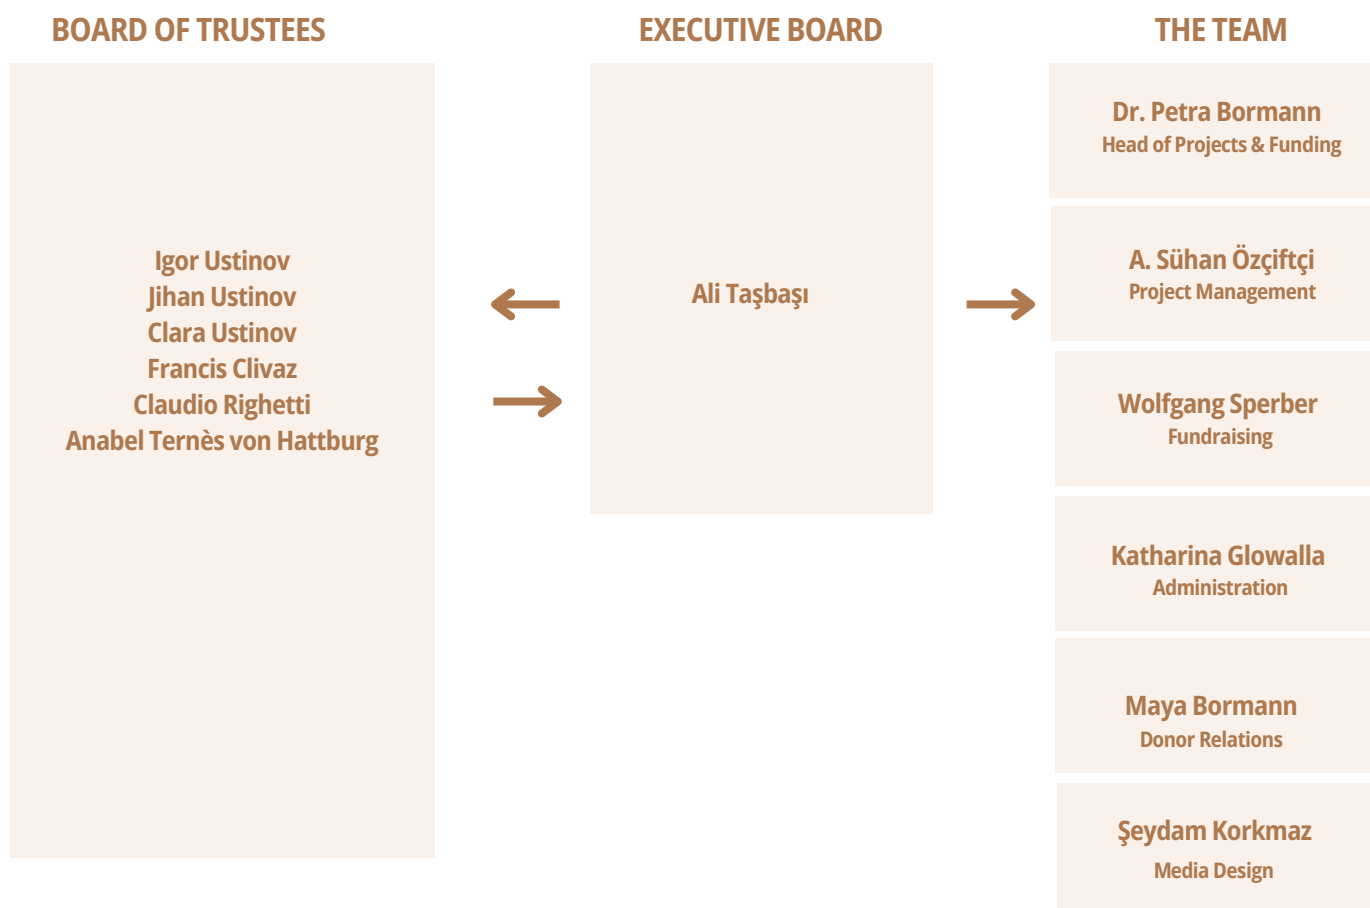 BOARD OF TRUSTEES
Igor Ustinov
Jihan Ustinov
Clara Ustinov
Francis Clivaz
Claudio Righetti
Anabel Ternès von Hattburg
EXECUTIVE BOARD
Ali Taşbaşı
THE TEAM
Dr. Petra Bormann
Head of Projects & Funding
A. Sühan Özçiftçi
Project Management
Wolfgang Sperber
Fundraising
Katharina Glowalla
Administration
Maya Bormann
Donor Relations
Şeydam Korkmaz
Media Design